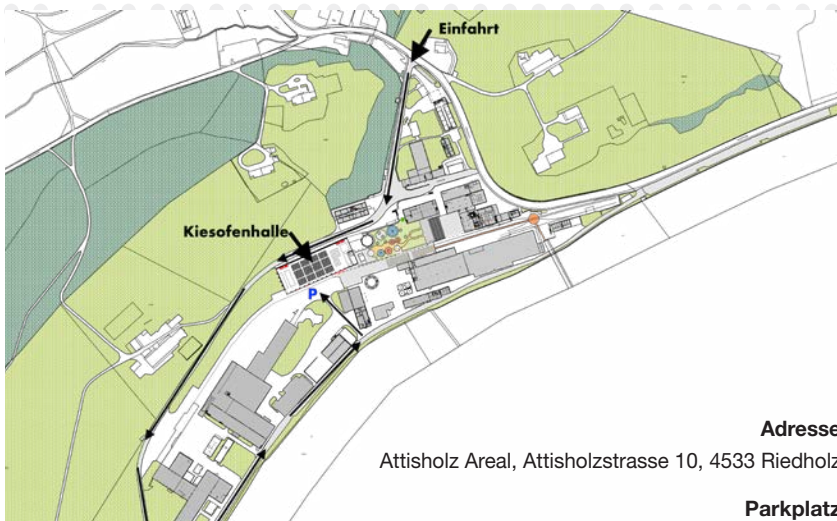 Einfahrt
Kiesofenhalle
P
Adresse
Attisholz Areal, Attisholzstrasse 10, 4533 Riedholz
Parkplatz